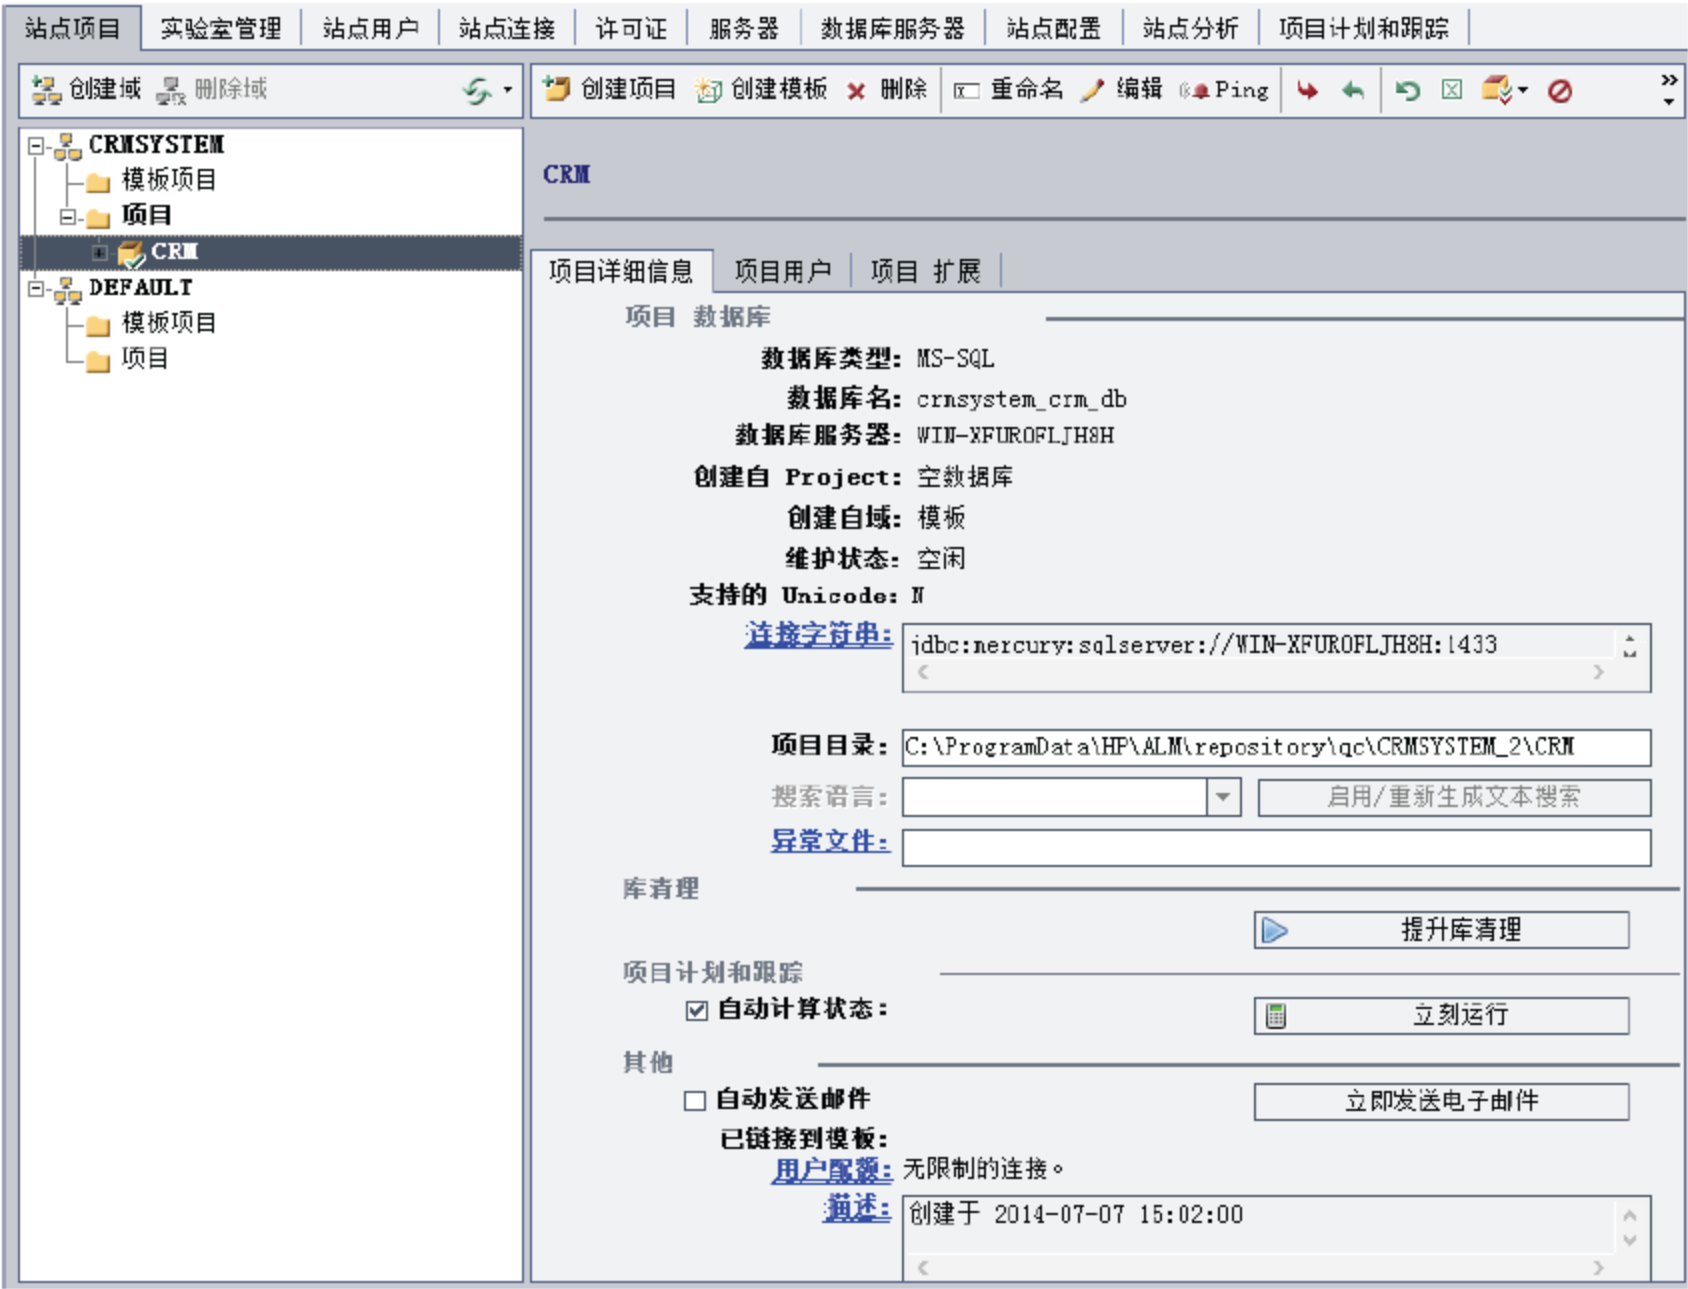 站点项目 实验室管理 站点用户 站点连接 许可证 服务器 数据库服务器 站点配置 站点分析 项目计划和跟踪
创建域 删除域 创建项目 创建模板 删除 重命名 编辑 Ping
CRMSYSTEM
模板项目
项目
CRM
DEFAULT
模板项目
项目
CRM
项目详细信息 项目用户 项目 扩展
项目 数据库
数据库类型: MS-SQL
数据库名: crmsystem_crm_db
数据库服务器: WIN-XFUROFLJH8H
创建自 Project: 空数据库
创建自域: 模板
维护状态: 空闲
支持的 Unicode: N
连接字符串: jdbc:mercury:sqlserver://WIN-XFUROFLJH8H:1433
项目目录: C:\ProgramData\HP\ALM\repository\qc\CRMSYSTEM_2\CRM
搜索语言: 启用/重新生成文本搜索
异常文件:
库清理
提升库清理
项目计划和跟踪
自动计算状态: 立刻运行
其他
自动发送邮件 立即发送电子邮件
已链接到模板:
用户配额: 无限制的连接。
描述: 创建于 2014-07-07 15:02:00